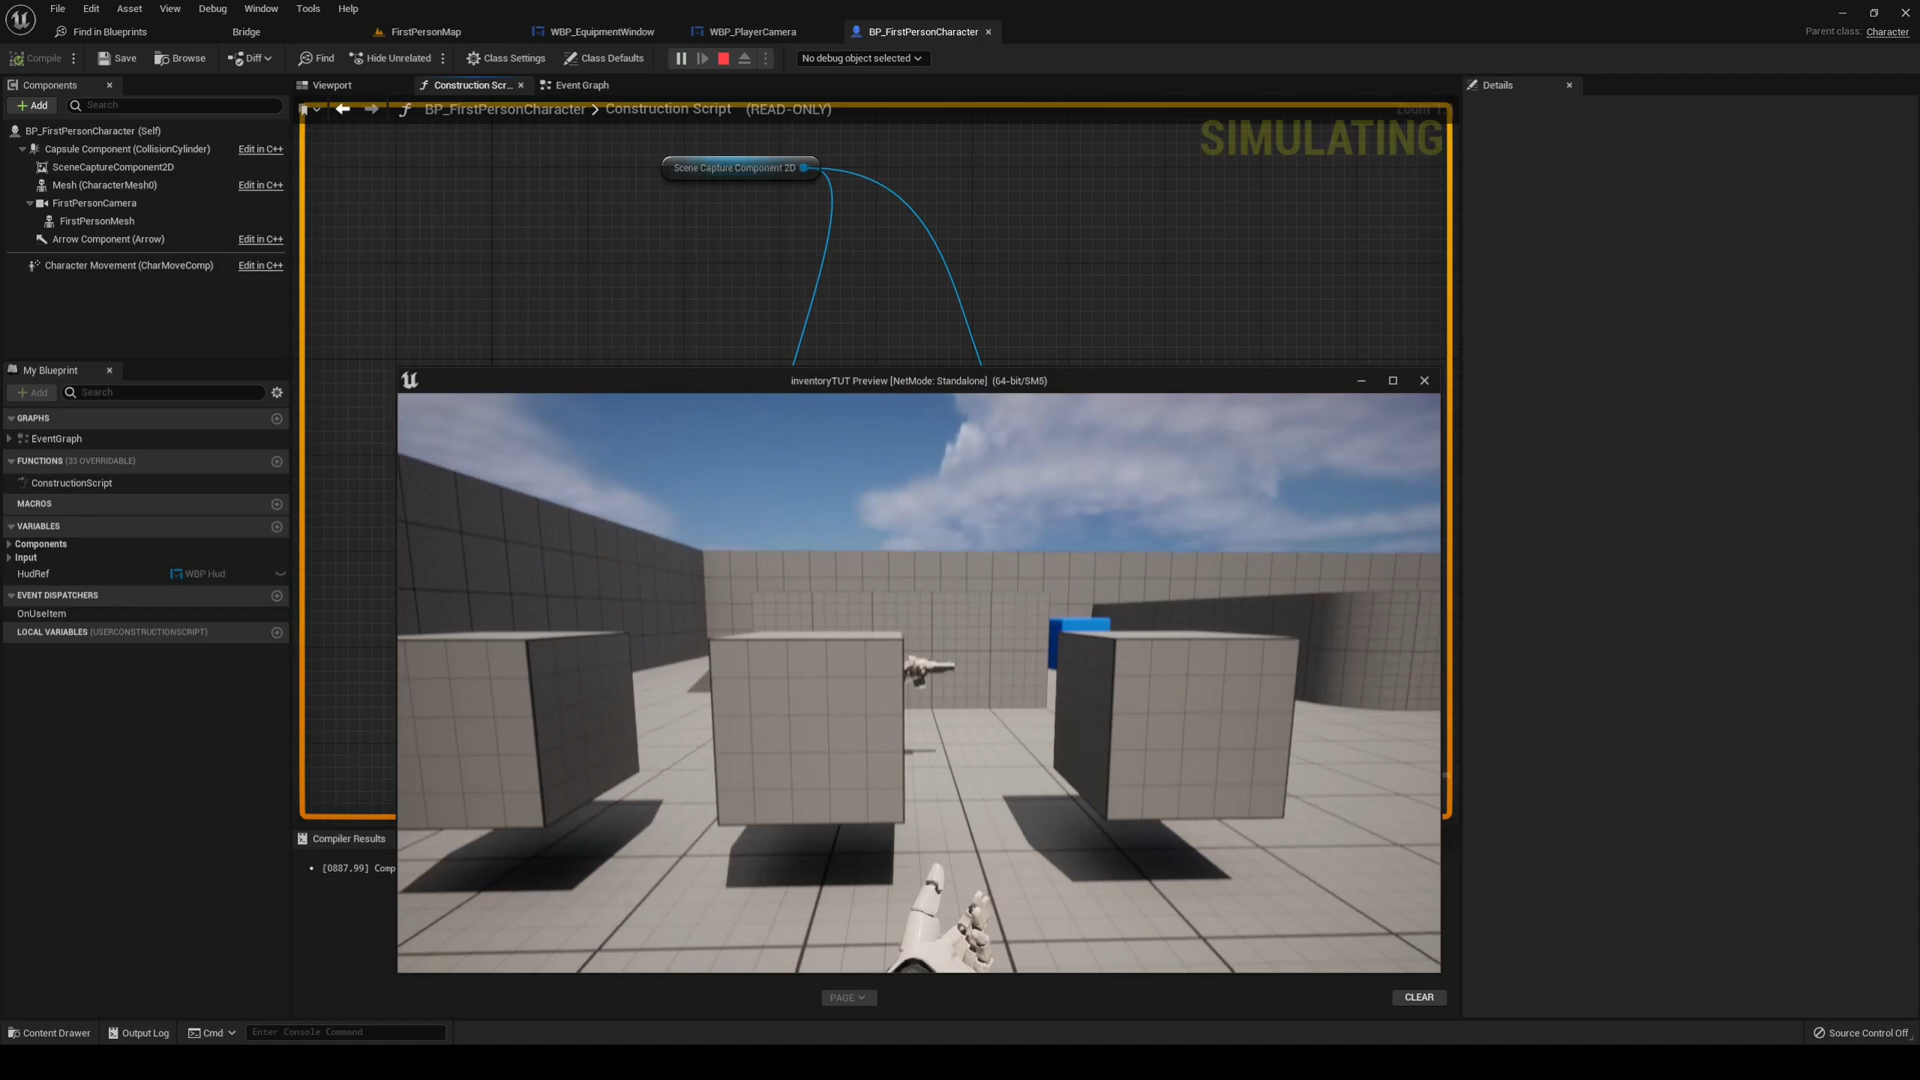 File Edit Asset View Debug Window Tools Help
Find in Blueprints Bridge FirstPersonMap WBP_EquipmentWindow WBP_PlayerCamera BP_FirstPersonCharacter Parent class: Character
Compile Save Browse Diff Find Hide Unrelated Class Settings Class Defaults No debug object selected
Components Viewport Construction Scr... Event Graph Details
Add Search
BP_FirstPersonCharacter > Construction Script (READ-ONLY)
SIMULATING
BP_FirstPersonCharacter (Self)
Capsule Component (CollisionCylinder) Edit in C++
SceneCaptureComponent2D
Mesh (CharacterMesh0) Edit in C++
FirstPersonCamera
FirstPersonMesh
Arrow Component (Arrow) Edit in C++
Character Movement (CharMoveComp) Edit in C++
Scene Capture Component 2D
My Blueprint
Add Search
GRAPHS
EventGraph
FUNCTIONS (33 OVERRIDABLE)
ConstructionScript
MACROS
VARIABLES
Components
Input
HudRef WBP Hud
EVENT DISPATCHERS
OnUseItem
LOCAL VARIABLES (USERCONSTRUCTIONSCRIPT)
inventoryTUT Preview [NetMode: Standalone] (64-bit/SM5)
Compiler Results
[0887,99] Comp
PAGE CLEAR
Content Drawer Output Log Cmd Enter Console Command Source Control Off